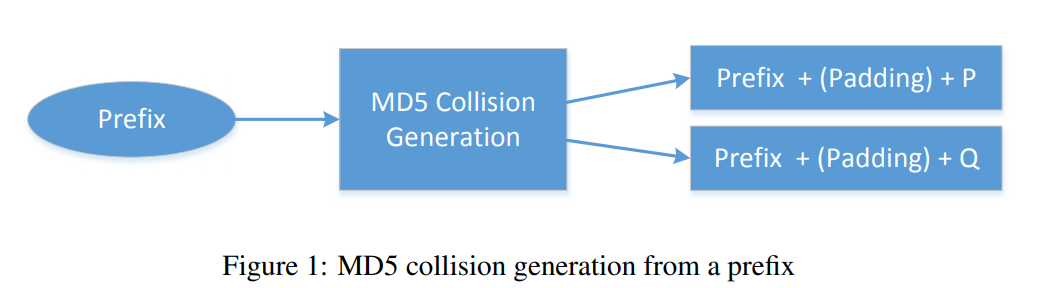 Prefix
MD5 Collision
Generation
Prefix + (Padding) + P
Prefix + (Padding) + Q
Figure 1: MD5 collision generation from a prefix